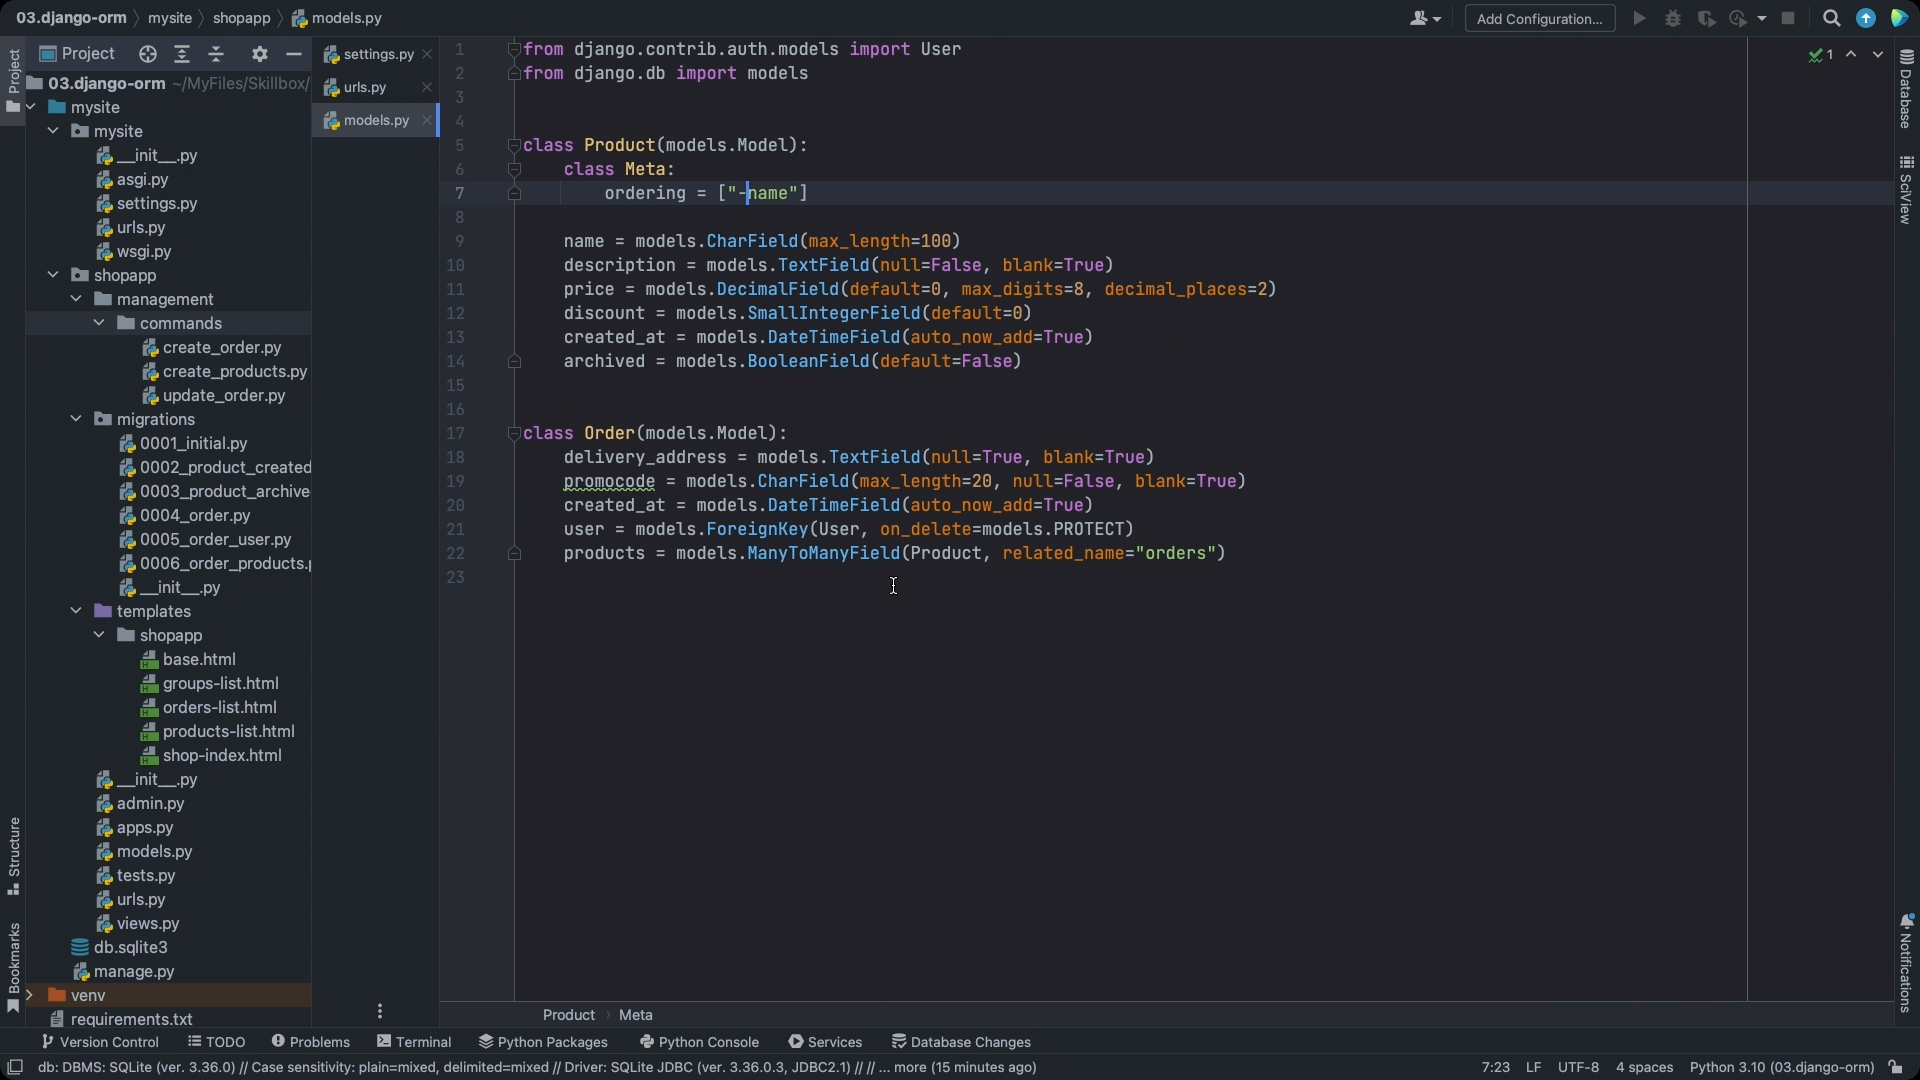 03.django-orm mysite shopapp models.py
Add Configuration...
Project
Project
Structure
Bookmarks
03.django-orm ~/MyFiles/Skillbox/
mysite
mysite
__init__.py
asgi.py
settings.py
urls.py
wsgi.py
shopapp
management
commands
create_order.py
create_products.py
update_order.py
migrations
0001_initial.py
0002_product_created
0003_product_archive
0004_order.py
0005_order_user.py
0006_order_products.p
__init__.py
templates
shopapp
base.html
groups-list.html
orders-list.html
products-list.html
shop-index.html
__init__.py
admin.py
apps.py
models.py
tests.py
urls.py
views.py
db.sqlite3
manage.py
venv
requirements.txt
settings.py
urls.py
models.py
1 from django.contrib.auth.models import User
2 from django.db import models
3
4
5 class Product(models.Model):
6     class Meta:
7         ordering = ["-name"]
8
9     name = models.CharField(max_length=100)
10     description = models.TextField(null=False, blank=True)
11     price = models.DecimalField(default=0, max_digits=8, decimal_places=2)
12     discount = models.SmallIntegerField(default=0)
13     created_at = models.DateTimeField(auto_now_add=True)
14     archived = models.BooleanField(default=False)
15
16
17 class Order(models.Model):
18     delivery_address = models.TextField(null=True, blank=True)
19     promocode = models.CharField(max_length=20, null=False, blank=True)
20     created_at = models.DateTimeField(auto_now_add=True)
21     user = models.ForeignKey(User, on_delete=models.PROTECT)
22     products = models.ManyToManyField(Product, related_name="orders")
23
1
Database
SciView
Notifications
Product Meta
Version Control TODO Problems Terminal Python Packages Python Console Services Database Changes
db: DBMS: SQLite (ver. 3.36.0) // Case sensitivity: plain=mixed, delimited=mixed // Driver: SQLite JDBC (ver. 3.36.0.3, JDBC2.1) // // ... more (15 minutes ago) 7:23 LF UTF-8 4 spaces Python 3.10 (03.django-orm)